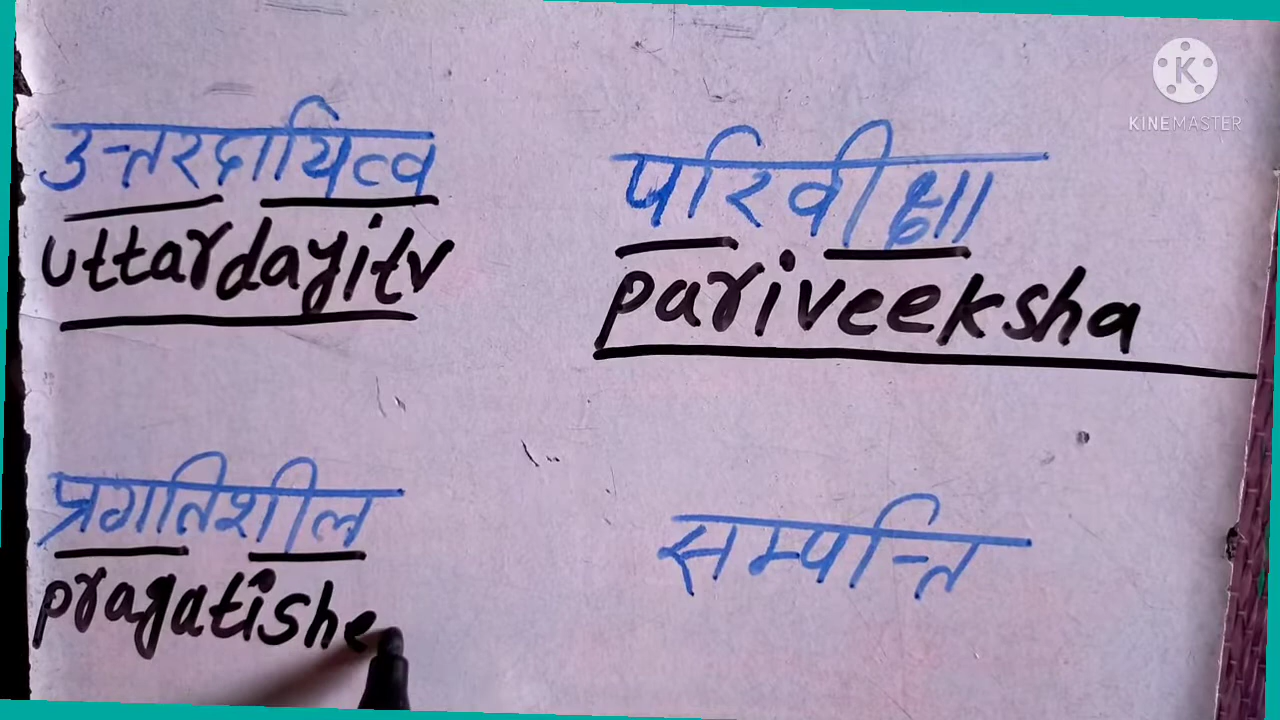 उत्तरदायित्व
uttardayitv
परिवीक्षा
pariveeksha
प्रगतिशील
pragatishe
सम्पत्ति
KINEMASTER